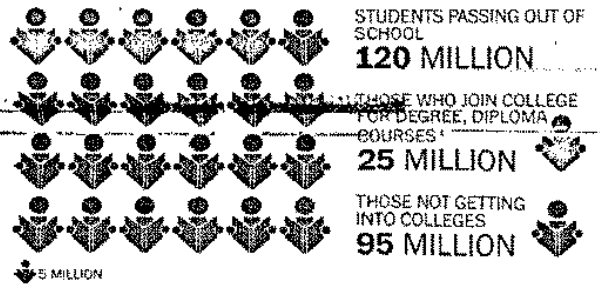 STUDENTS PASSING OUT OF
SCHOOL
120 MILLION
THOSE WHO JOIN COLLEGE
FOR DEGREE, DIPLOMA
COURSES
25 MILLION
THOSE NOT GETTING
INTO COLLEGES
95 MILLION
5 MILLION